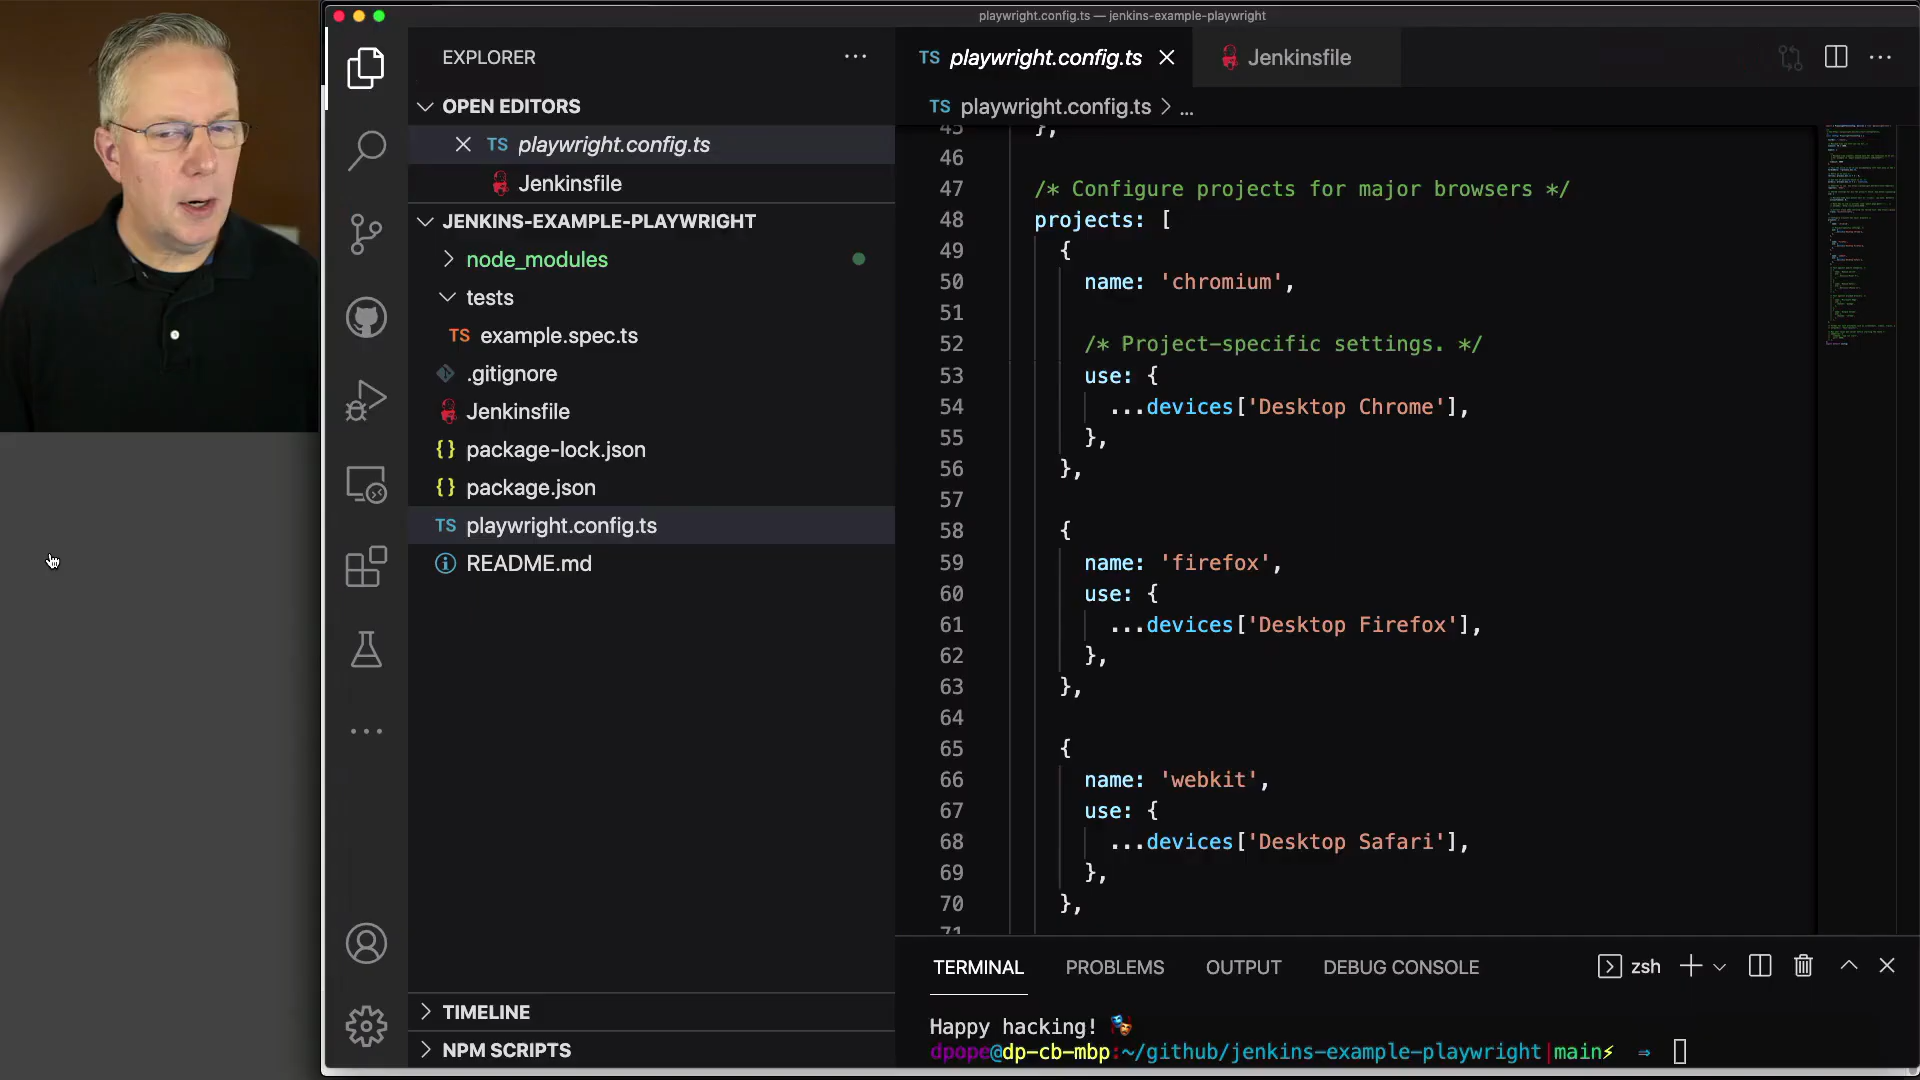 playwright.config.ts — jenkins-example-playwright
EXPLORER
OPEN EDITORS
TS playwright.config.ts
Jenkinsfile
JENKINS-EXAMPLE-PLAYWRIGHT
node_modules
tests
TS example.spec.ts
.gitignore
Jenkinsfile
{} package-lock.json
{} package.json
TS playwright.config.ts
README.md
TIMELINE
NPM SCRIPTS
TS playwright.config.ts
Jenkinsfile
TS playwright.config.ts > ...
45 },
46
47 /* Configure projects for major browsers */
48 projects: [
49 {
50 name: 'chromium',
51
52 /* Project-specific settings. */
53 use: {
54 ...devices['Desktop Chrome'],
55 },
56 },
57
58 {
59 name: 'firefox',
60 use: {
61 ...devices['Desktop Firefox'],
62 },
63 },
64
65 {
66 name: 'webkit',
67 use: {
68 ...devices['Desktop Safari'],
69 },
70 },
71
TERMINAL PROBLEMS OUTPUT DEBUG CONSOLE
zsh
Happy hacking! 🎭
dpope@dp-cb-mbp:~/github/jenkins-example-playwright|main⚡ ⇒